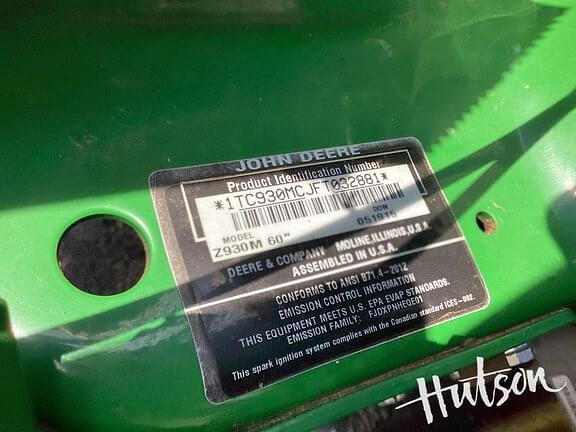 JOHN DEERE
Product Identification Number
*1TC930MCJFT032881*
MODEL DOM
Z930M 60" 051916
DEERE & COMPANY MOLINE,ILLINOIS,U.S.A.
ASSEMBLED IN U.S.A.
CONFORMS TO ANSI B71.4-2012
EMISSION CONTROL INFORMATION
THIS EQUIPMENT MEETS U.S. EPA EVAP STANDARDS.
EMISSION FAMILY: FJDXPNHEQE01
This spark ignition system complies with the Canadian standard ICES-002.
Hutson